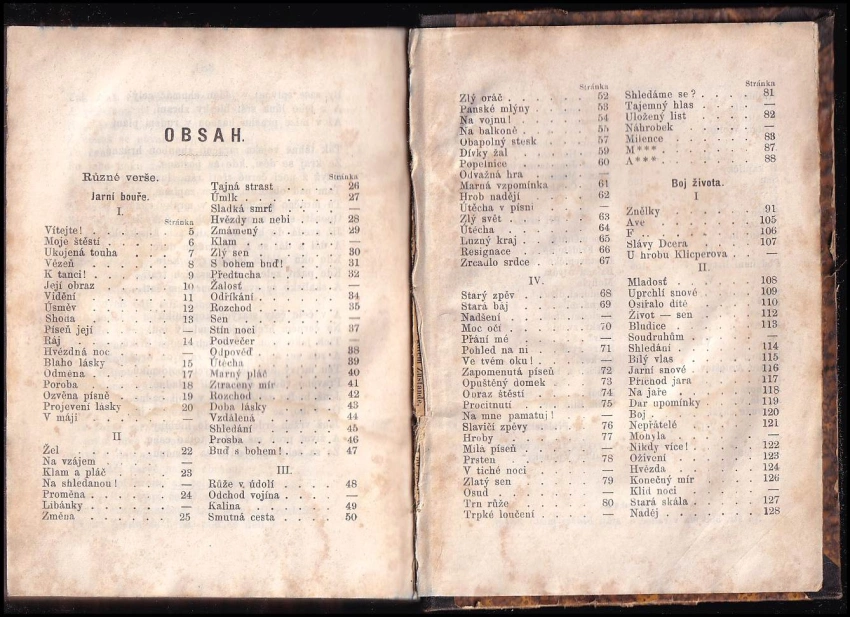 OBSAH.
Různé verše.
Jarní bouře.
I.
Stránka
Vítejte! 5
Moje štěstí 6
Ukojená touha 7
Vězeň 8
K tanci! 9
Její obraz 10
Vidění 11
Úsměv 12
Shoda 13
Píseň její —
Ráj 14
Hvězdná noc —
Blaho lásky 15
Odměna 17
Poroba 18
Ozvěna písně 19
Projevení lásky 20
V máji —
II
Žel 22
Na vzájem —
Klam a pláč 23
Na shledanou! —
Proměna 24
Líbánky —
Změna 25
Stránka
Tajná strast 26
Úmlk 27
Sladká smrť —
Hvězdy na nebi 28
Zmámený 29
Klam —
Zlý sen 30
S bohem buď! 31
Předtucha 32
Žalosť —
Odříkání 34
Rozchod 35
Sen —
Stín noci 37
Podvečer —
Odpověď 38
Útěcha 39
Marný pláč 40
Ztracený mír 41
Rozchod 42
Doba lásky 43
Vzdálená 44
Shledání 45
Prosba 46
Buď s bohem! 47
III.
Růže v údolí 48
Odchod vojína —
Kalina 49
Smutná cesta 50
Stránka
Zlý oráč 52
Panské mlýny 53
Na vojnu! 54
Na balkoně 55
Obapolný stesk 57
Dívky žal 59
Popelnice 60
Odvažná hra —
Marná vzpomínka 61
Hrob nadějí 62
Útěcha v písni —
Zlý svět 63
Útěcha 64
Luzný kraj 65
Resignace 66
Zrcadlo srdce 67
IV.
Starý zpěv 68
Stará báj 69
Nadšení —
Moc očí 70
Přání mé —
Pohled na ni 71
Ve tvém oku! —
Zapomenutá píseň 72
Opuštěný domek 73
Obraz štěstí 74
Procitnutí 75
Na mne pamatuj! —
Slavičí zpěvy 76
Hroby 77
Milá píseň —
Prsten 78
V tiché noci —
Zlatý sen 79
Osud —
Trn růže 80
Trpké loučení —
Stránka
Shledáme se? 81
Tajemný hlas —
Uložený list 82
Náhrobek —
Milence 83
M*** 87
A*** 88
Boj života.
I
Znělky 91
Ave 105
F 106
Slávy Dcera 107
U hrobu Klicperova —
II.
Mladosť 108
Uprchlí snové 109
Osiřalo dítě 110
Život — sen 112
Bludice 113
Soudruhům —
Shledání 114
Bílý vlas 115
Jarní snové 116
Příchod jara 117
Na jaře 118
Dar upomínky 119
Boj 120
Nepřátelé 121
Mohyla —
Nikdy více! 122
Oživení 123
Hvězda 124
Konečný mír 126
Klid noci —
Stará skála 127
Naděj 128